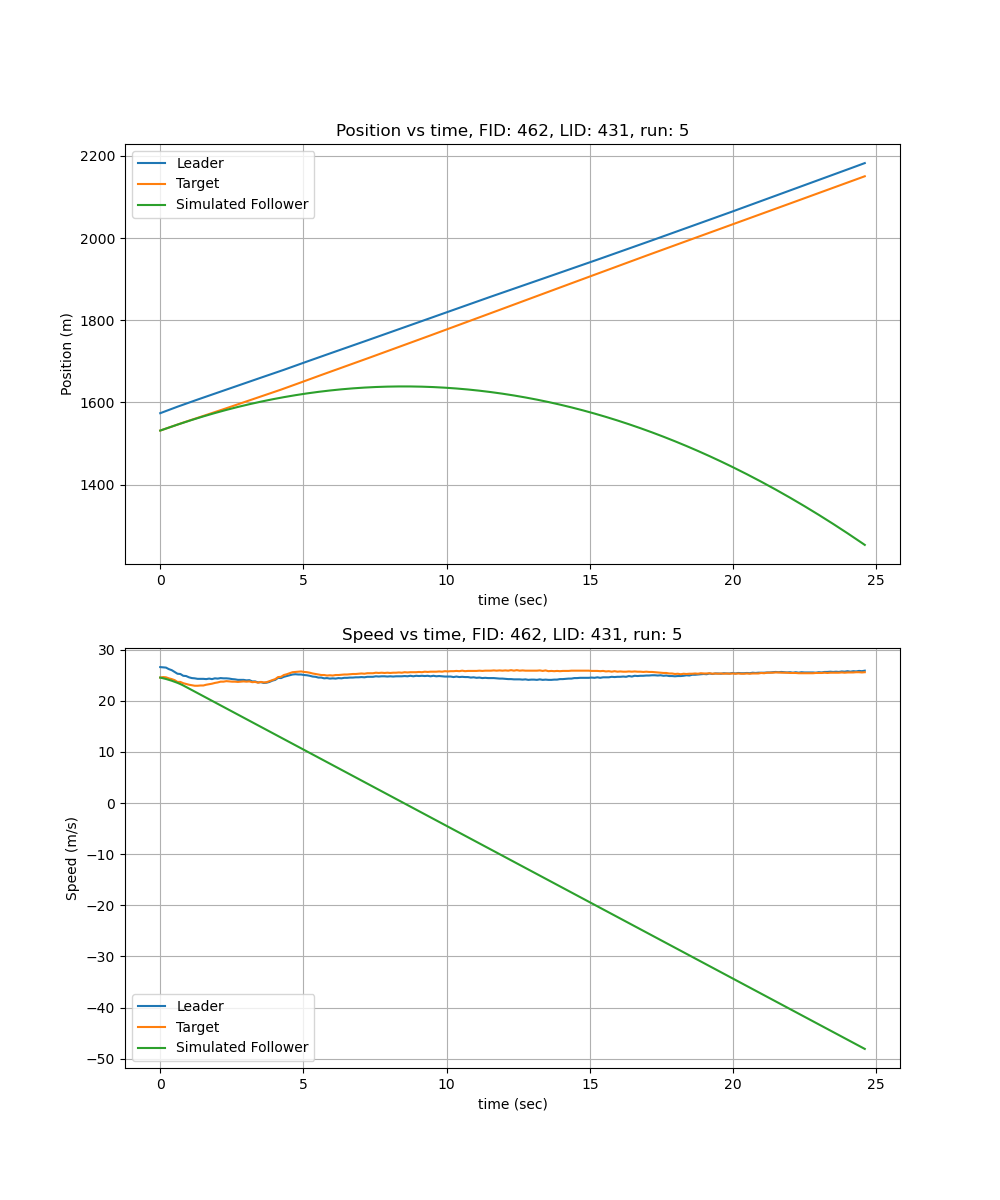 Position vs time, FID: 462, LID: 431, run: 5
Leader
Target
Simulated Follower
2200
2000
1800
1600
1400
Position (m)
0 5 10 15 20 25
time (sec)
Speed vs time, FID: 462, LID: 431, run: 5
30
20
10
0
−10
−20
−30
−40
−50
Speed (m/s)
Leader
Target
Simulated Follower
0 5 10 15 20 25
time (sec)